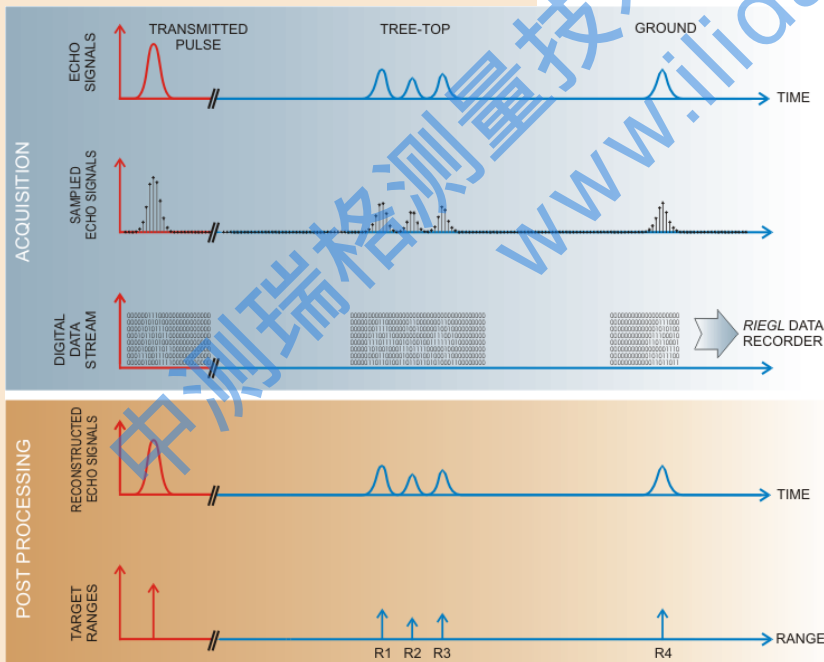 TRANSMITTED
PULSE
TREE-TOP
GROUND
ECHO
SIGNALS
TIME
ACQUISITION
SAMPLED
ECHO SIGNALS
DIGITAL
DATA
STREAM
RIEGL DATA
RECORDER
POST PROCESSING
RECONSTRUCTED
ECHO SIGNALS
TIME
TARGET
RANGES
R1 R2 R3 R4
RANGE
中测瑞格测量技
www.ilid